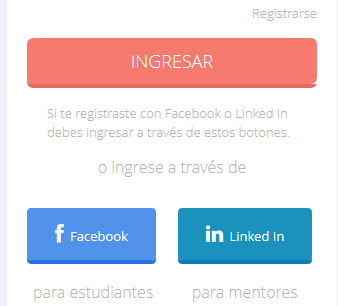 Registrarse
INGRESAR
Si te registraste con Facebook o Linked In
debes ingresar a través de estos botones.
o ingrese a través de
Facebook
Linked In
para estudiantes
para mentores